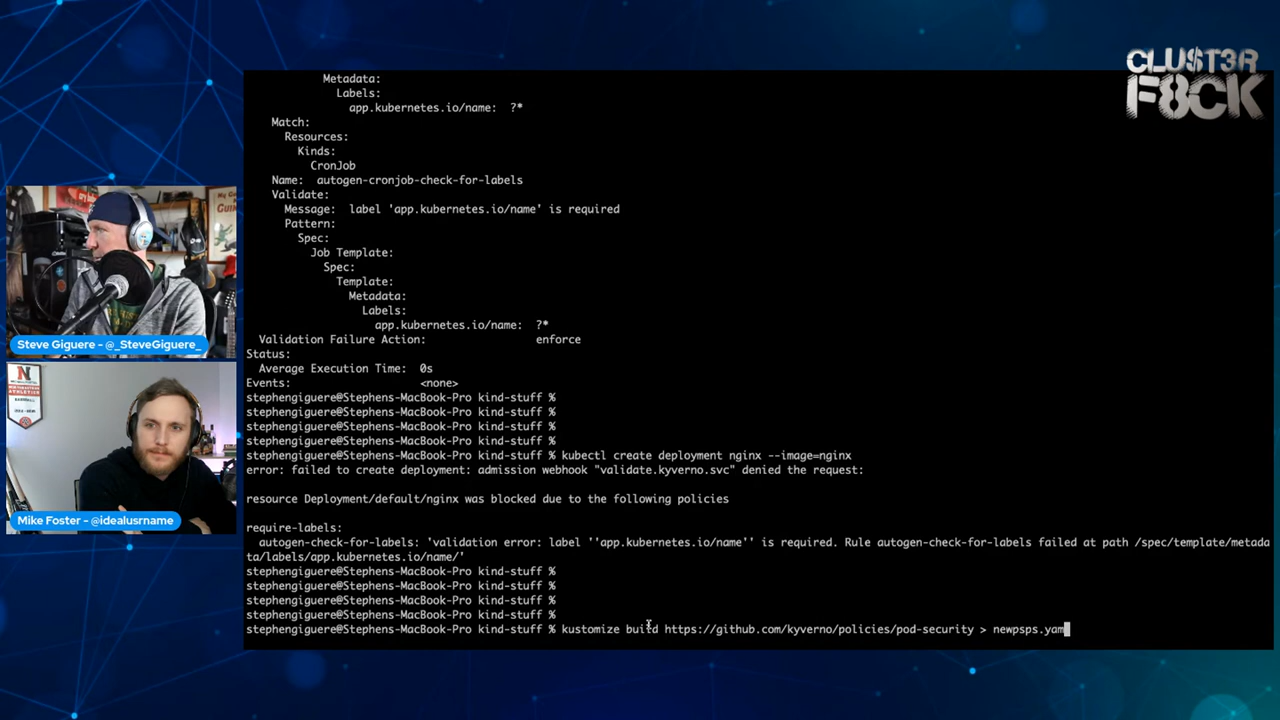 CLU$T3R
F8CK
Metadata:
Labels:
app.kubernetes.io/name: ?*
Match:
Resources:
Kinds:
CronJob
Name: autogen-cronjob-check-for-labels
Validate:
Message: label 'app.kubernetes.io/name' is required
Pattern:
Spec:
Job Template:
Spec:
Template:
Metadata:
Labels:
app.kubernetes.io/name: ?*
Validation Failure Action: enforce
Status:
Average Execution Time: 0s
Events: <none>
stephengiguere@Stephens-MacBook-Pro kind-stuff %
stephengiguere@Stephens-MacBook-Pro kind-stuff %
stephengiguere@Stephens-MacBook-Pro kind-stuff %
stephengiguere@Stephens-MacBook-Pro kind-stuff %
stephengiguere@Stephens-MacBook-Pro kind-stuff % kubectl create deployment nginx --image=nginx
error: failed to create deployment: admission webhook "validate.kyverno.svc" denied the request:
resource Deployment/default/nginx was blocked due to the following policies
require-labels:
autogen-check-for-labels: 'validation error: label ''app.kubernetes.io/name'' is required. Rule autogen-check-for-labels failed at path /spec/template/metada
ta/labels/app.kubernetes.io/name/'
stephengiguere@Stephens-MacBook-Pro kind-stuff %
stephengiguere@Stephens-MacBook-Pro kind-stuff %
stephengiguere@Stephens-MacBook-Pro kind-stuff %
stephengiguere@Stephens-MacBook-Pro kind-stuff %
stephengiguere@Stephens-MacBook-Pro kind-stuff % kustomize build https://github.com/kyverno/policies/pod-security > newpsps.yam
Steve Giguere - @_SteveGiguere_
N
Mike Foster - @idealusrname